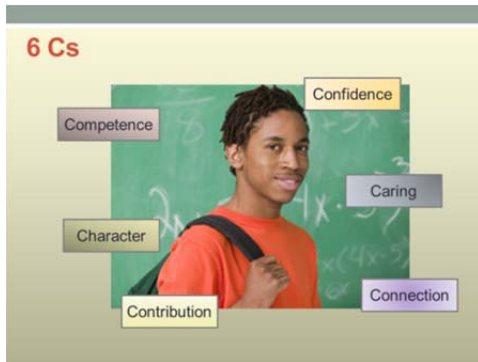 6 Cs
Confidence
Competence
Caring
Character
Connection
Contribution